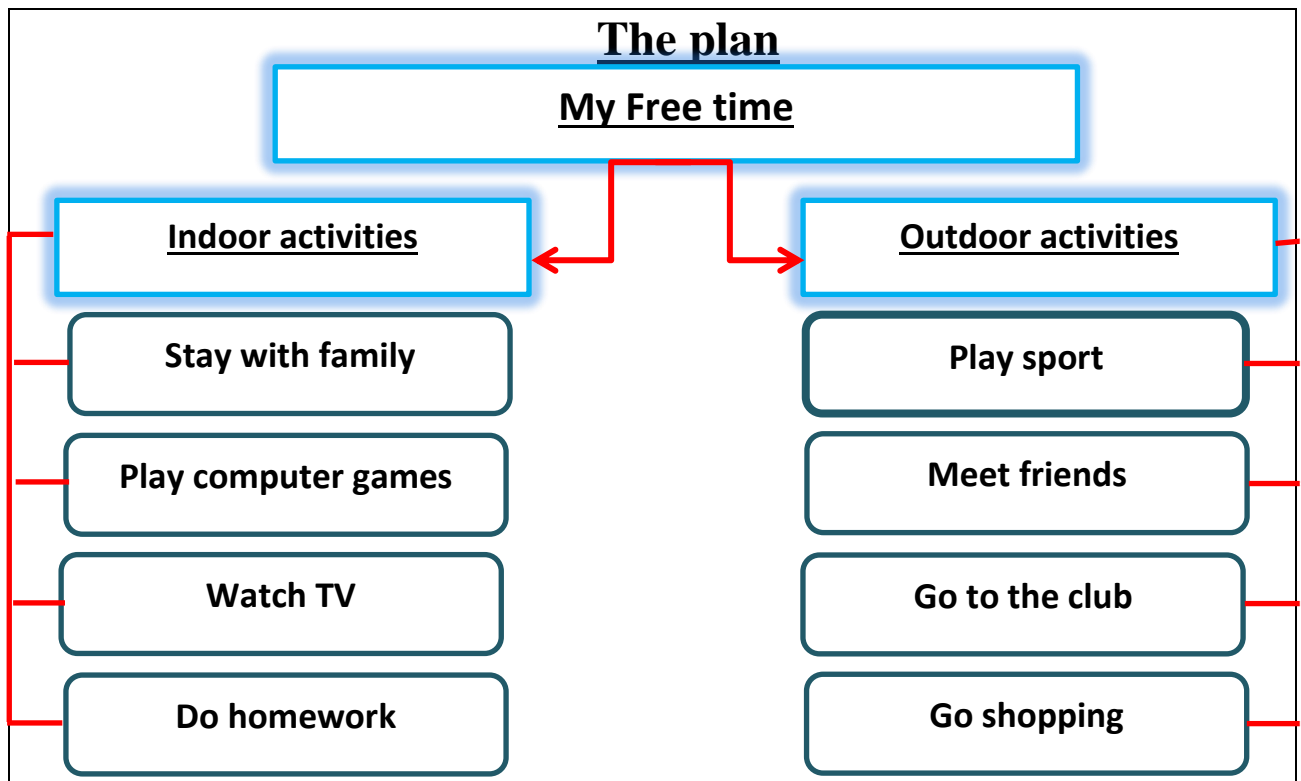 The plan
My Free time
Indoor activities
Stay with family
Play computer games
Watch TV
Do homework
Outdoor activities
Play sport
Meet friends
Go to the club
Go shopping